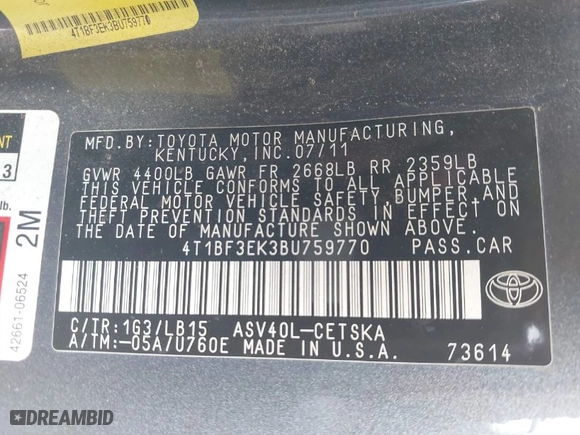 4T1BF3EK3BU759770
NT
3
lb.
2M
42661-06524
MFD.BY:TOYOTA MOTOR MANUFACTURING,
KENTUCKY, INC.07/11
GVWR 4400LB GAWR FR 2668LB RR 2359LB
THIS VEHICLE CONFORMS TO ALL APPLICABLE
FEDERAL MOTOR VEHICLE SAFETY,BUMPER,AND
THEFT PREVENTION STANDARDS IN EFFECT ON
THE DATE OF MANUFACTURE SHOWN ABOVE.
4T1BF3EK3BU759770 PASS.CAR
C/TR:1G3/LB15 ASV40L-CETSKA
A/TM:-05A/U760E MADE IN U.S.A. 73614
TOYOTA
DREAMBID